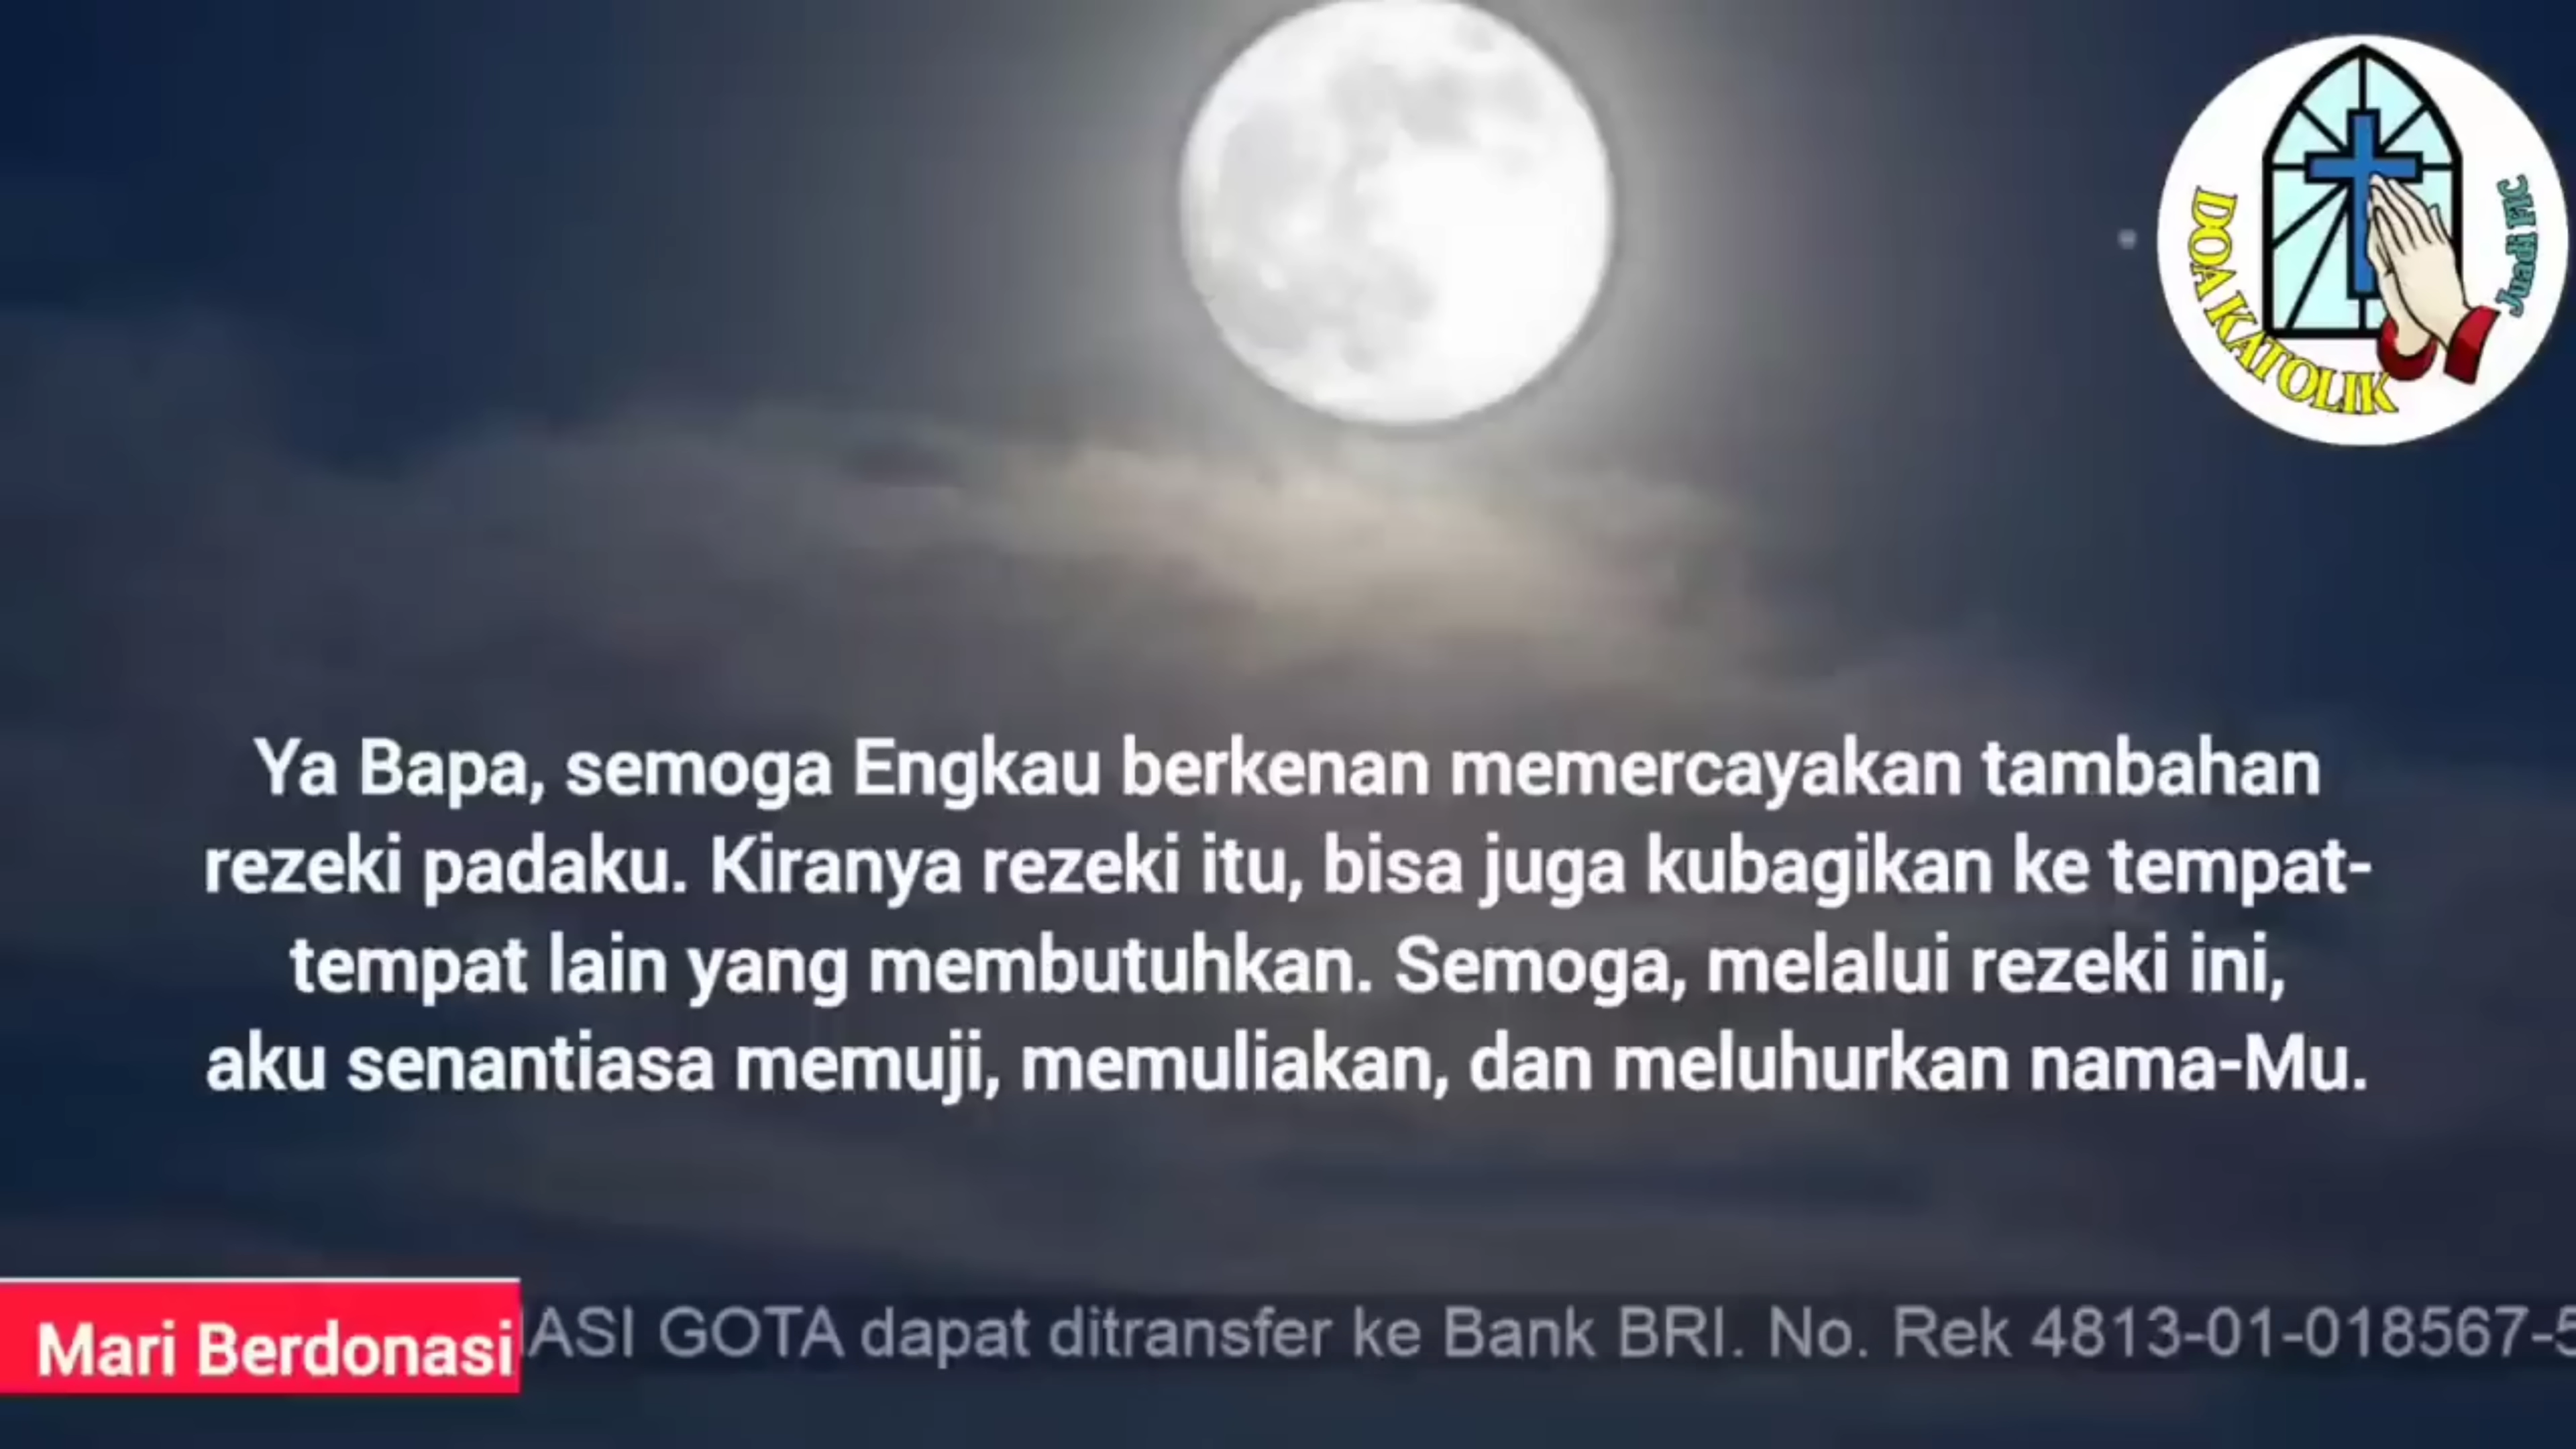 DOA KATOLIK
Juadi FIC
Ya Bapa, semoga Engkau berkenan memercayakan tambahan
rezeki padaku. Kiranya rezeki itu, bisa juga kubagikan ke tempat-
tempat lain yang membutuhkan. Semoga, melalui rezeki ini,
aku senantiasa memuji, memuliakan, dan meluhurkan nama-Mu.
Mari Berdonasi
ASI GOTA dapat ditransfer ke Bank BRI. No. Rek 4813-01-018567-5